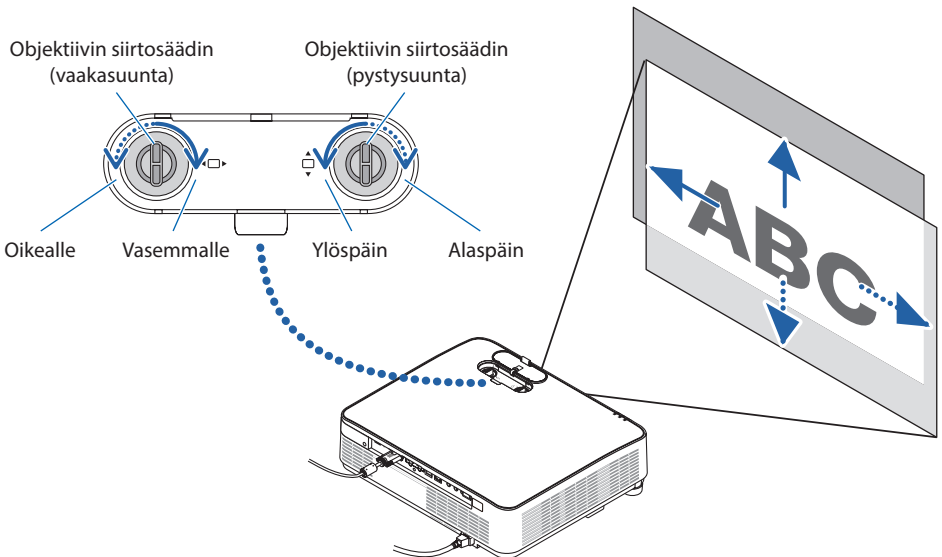 Objektiivin siirtosäädin
(vaakasuunta)
Objektiivin siirtosäädin
(pystysuunta)
Oikealle
Vasemmalle
Ylöspäin
Alaspäin
ABC